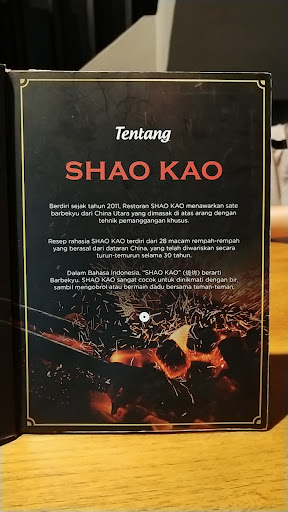 Tentang
SHAO KAO
Berdiri sejak tahun 2011, Restoran SHAO KAO menawarkan sate
barbekyu dari China Utara yang dimasak di atas arang dengan
tehnik pemanggangan khusus.
Resep rahasia SHAO KAO terdiri dari 28 macam rempah-rempah
yang berasal dari dataran China, yang telah diwariskan secara
turun-temurun selama 30 tahun.
Dalam Bahasa Indonesia, "SHAO KAO" (烧烤) berarti
Barbekyu. SHAO KAO sangat cocok untuk dinikmati dengan bir,
sambil mengobrol atau bermain dadu bersama teman-teman.